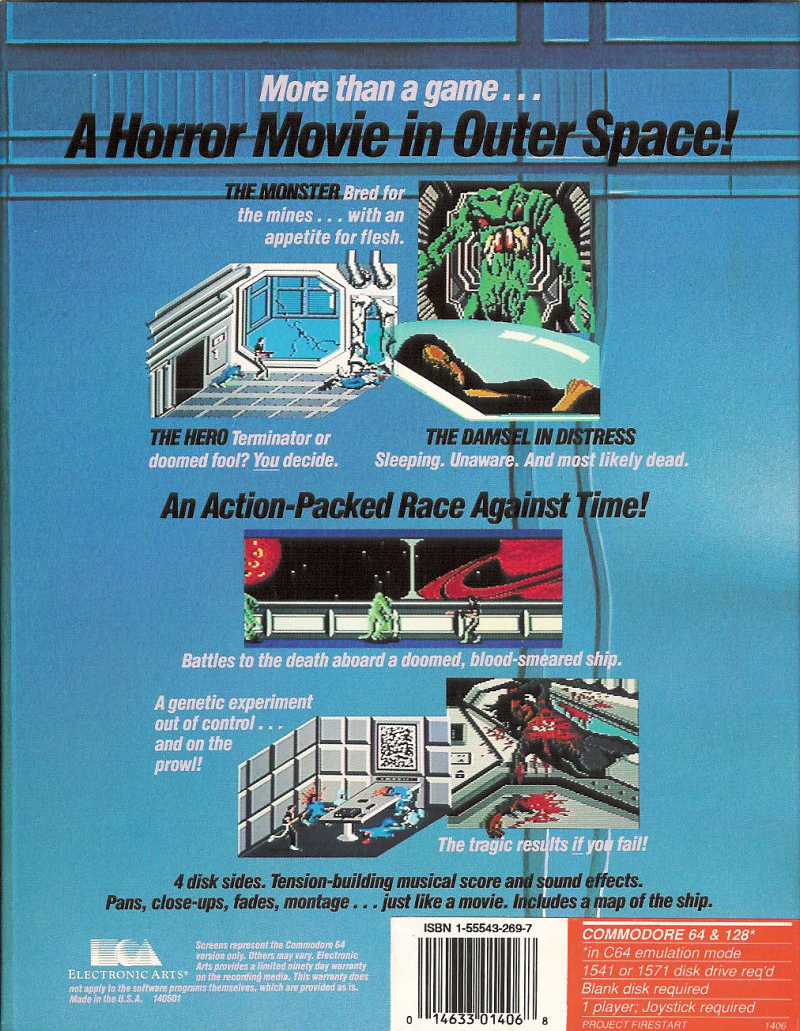 More than a game . . .
A Horror Movie in Outer Space!
THE MONSTER Bred for
the mines . . . with an
appetite for flesh.
THE HERO Terminator or
doomed fool? You decide.
THE DAMSEL IN DISTRESS
Sleeping. Unaware. And most likely dead.
An Action-Packed Race Against Time!
Battles to the death aboard a doomed, blood-smeared ship.
A genetic experiment
out of control . . .
and on the
prowl!
The tragic results if you fail!
4 disk sides. Tension-building musical score and sound effects.
Pans, close-ups, fades, montage . . . just like a movie. Includes a map of the ship.
ELECTRONIC ARTS®
Screens represent the Commodore 64
version only. Others may vary. Electronic
Arts provides a limited ninety day warranty
on the recording media. This warranty does
not apply to the software programs themselves, which are provided as is.
Made in the U.S.A. 140601
ISBN 1-55543-269-7
0 14633 01406 8
COMMODORE 64 & 128*
*in C64 emulation mode
1541 or 1571 disk drive req'd
Blank disk required
1 player; Joystick required
PROJECT FIRESTART 1406